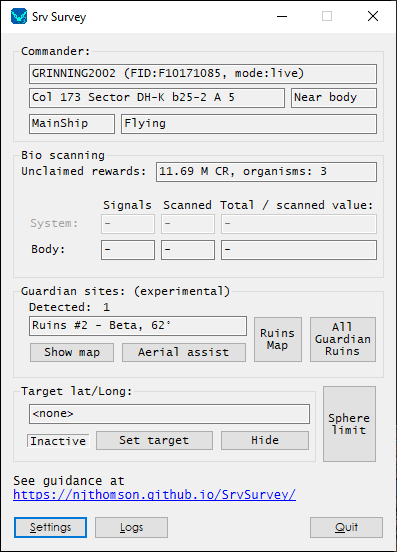 Srv Survey
Commander:
GRINNING2002 (FID:F10171085, mode:live)
Col 173 Sector DH-K b25-2 A 5 Near body
MainShip Flying
Bio scanning
Unclaimed rewards: 11.69 M CR, organisms: 3
Signals Scanned Total / scanned value:
System: - - -
Body: - - -
Guardian sites: (experimental)
Detected: 1
Ruins #2 - Beta, 62°
Ruins Map
All Guardian Ruins
Show map Aerial assist
Target lat/Long:
<none>
Inactive Set target Hide
Sphere limit
See guidance at
https://njthomson.github.io/SrvSurvey/
Settings Logs Quit